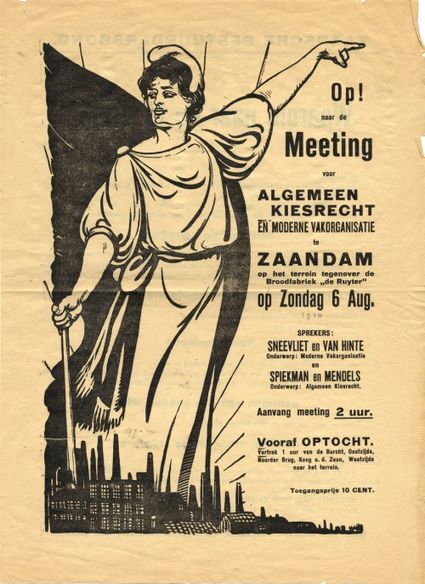 Op!
naar de
Meeting
voor
ALGEMEEN
KIESRECHT
EN MODERNE VAKORGANISATIE
te
ZAANDAM
op het terrein tegenover de
Broodfabriek „de Ruyter"
op Zondag 6 Aug.
SPREKERS:
SNEEVLIET en VAN HINTE
Onderwerp: Moderne Vakorganisatie
en
SPIEKMAN en MENDELS
Onderwerp: Algemeen Kiesrecht.
Aanvang meeting 2 uur.
Vooraf OPTOCHT.
Vertrek 1 uur van de Burcht, Oostzijde,
Noorder Brug, Koog a. d. Zaan, Westzijde
naar het terrein.
Toegangsprijs 10 CENT.